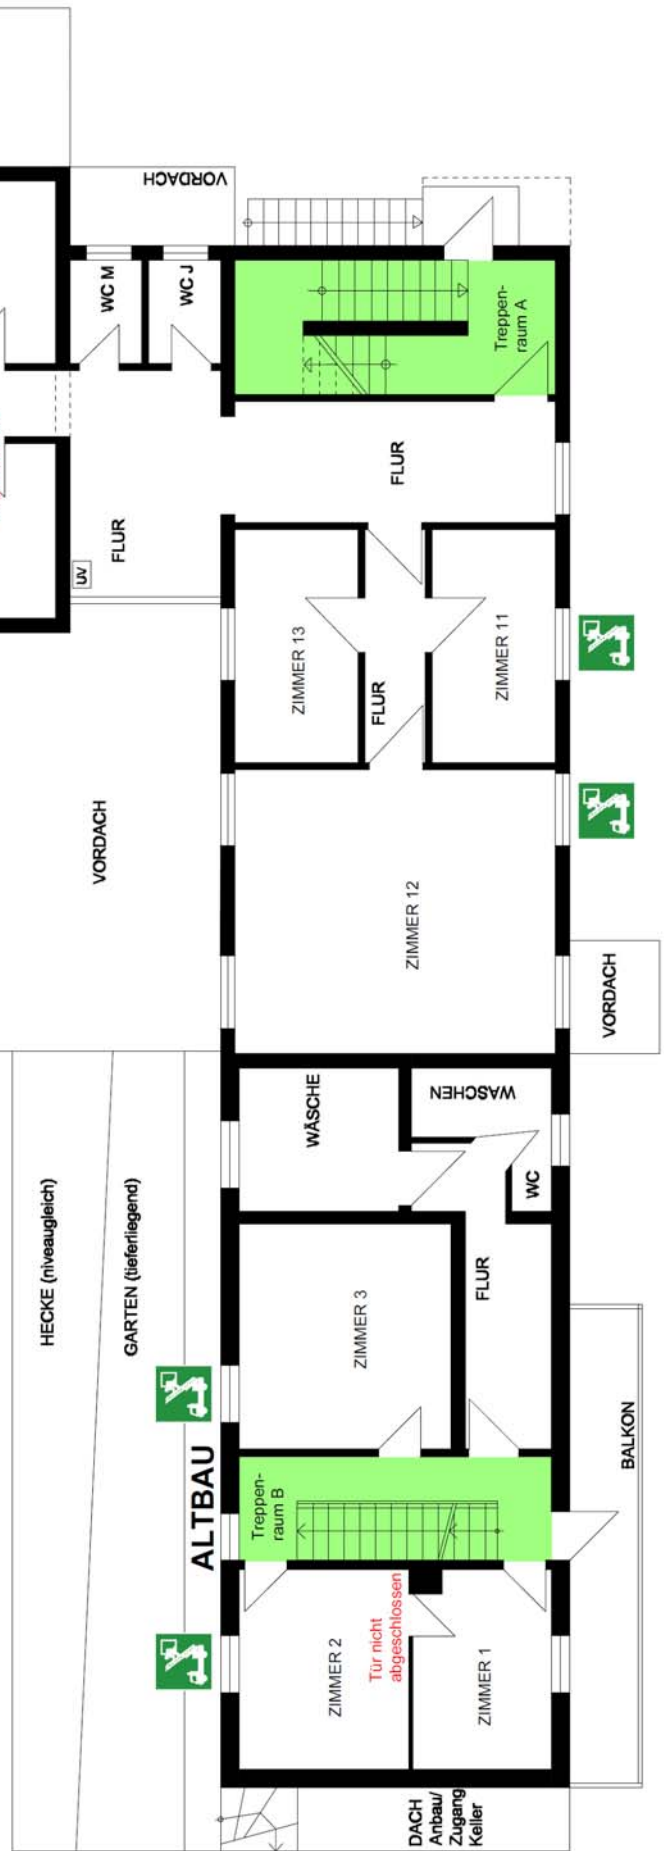 VORDACH
WC M
WC J
Treppen-
raum A
FLUR
FLUR
UV
ZIMMER 13
FLUR
ZIMMER 11
VORDACH
ZIMMER 12
VORDACH
WÄSCHE
WASCHEN
WC
HECKE (niveaugleich)
GARTEN (tieferliegend)
ZIMMER 3
FLUR
BALKON
ALTBAU
Treppen-
raum B
ZIMMER 2
Tür nicht
abgeschlossen
ZIMMER 1
DACH
Anbau/
Zugang
Keller